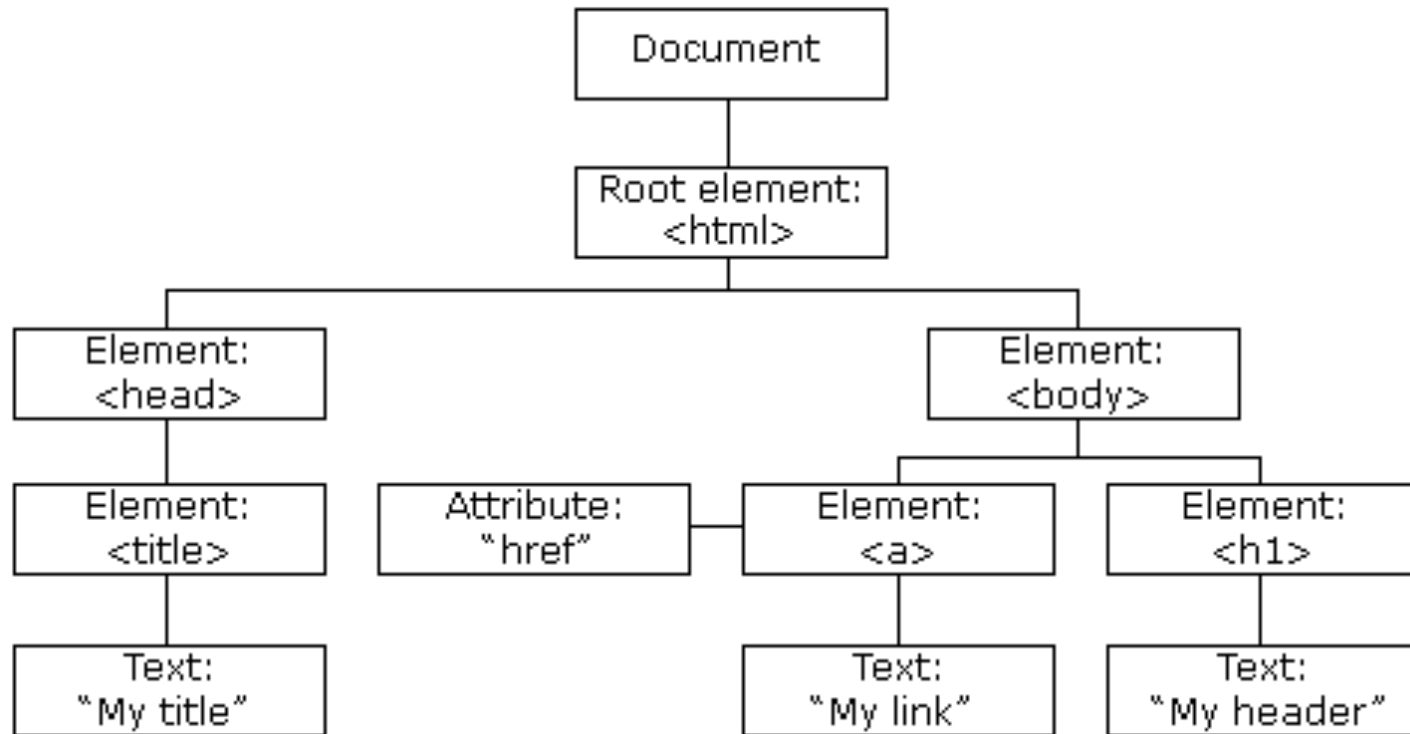 Document
Root element:
<html>
Element:
<head>
Element:
<body>
Element:
<title>
Attribute:
“href”
Element:
<a>
Element:
<h1>
Text:
“My title”
Text:
“My link”
Text:
“My header”